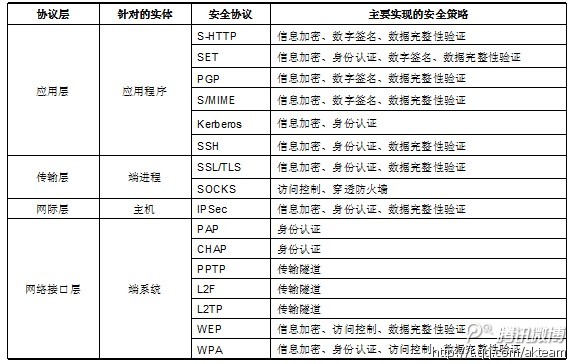 协议层 针对的实体 安全协议 主要实现的安全策略
应用层 应用程序 S-HTTP 信息加密、数字签名、数据完整性验证
SET 信息加密、身份认证、数字签名、数据完整性验证
PGP 信息加密、数字签名、数据完整性验证
S/MIME 信息加密、数字签名、数据完整性验证
Kerberos 信息加密、身份认证
SSH 信息加密、身份认证、数据完整性验证
传输层 端进程 SSL/TLS 信息加密、身份认证、数据完整性验证
SOCKS 访问控制、穿透防火墙
网际层 主机 IPSec 信息加密、身份认证、数据完整性验证
网络接口层 端系统 PAP 身份认证
CHAP 身份认证
PPTP 传输隧道
L2F 传输隧道
L2TP 传输隧道
WEP 信息加密、访问控制、数据完整性验证
WPA 信息加密、身份认证、访问控制、数据完整性验证
腾讯微博
http://t.qq.com/akteam